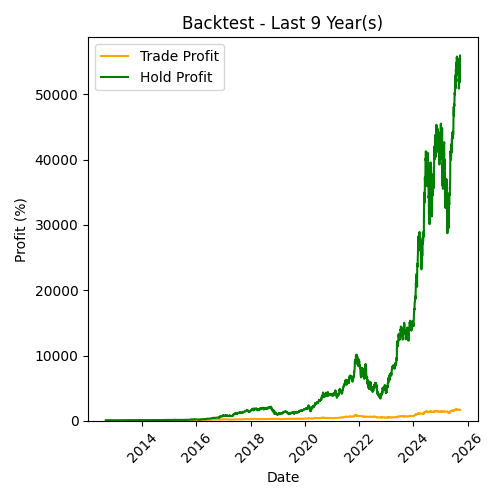 Backtest - Last 9 Year(s)
Trade Profit
Hold Profit
Profit (%)
50000
40000
30000
20000
10000
0
2014
2016
2018
2020
2022
2024
2026
Date